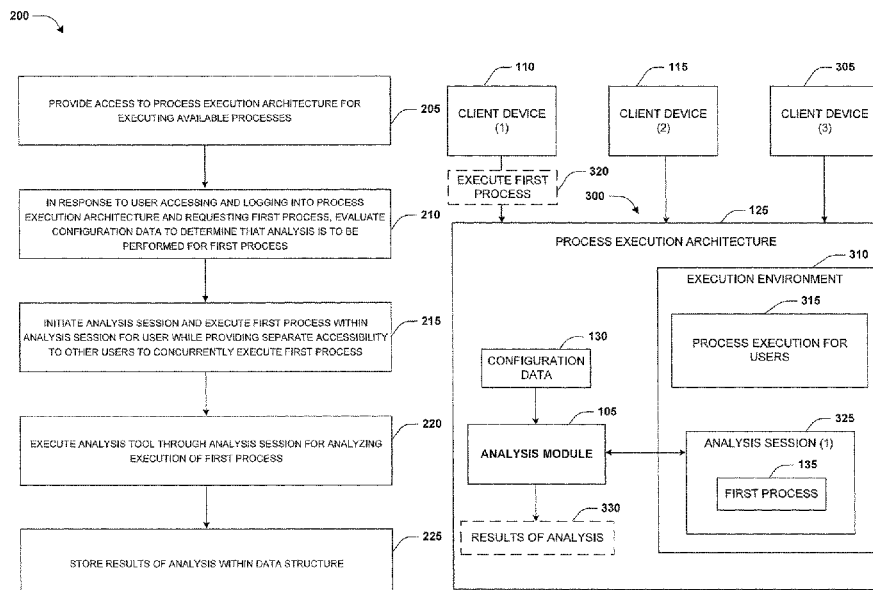 200
PROVIDE ACCESS TO PROCESS EXECUTION ARCHITECTURE FOR
EXECUTING AVAILABLE PROCESSES
205
IN RESPONSE TO USER ACCESSING AND LOGGING INTO PROCESS
EXECUTION ARCHITECTURE AND REQUESTING FIRST PROCESS, EVALUATE
CONFIGURATION DATA TO DETERMINE THAT ANALYSIS IS TO BE
PERFORMED FOR FIRST PROCESS
210
INITIATE ANALYSIS SESSION AND EXECUTE FIRST PROCESS WITHIN
ANALYSIS SESSION FOR USER WHILE PROVIDING SEPARATE ACCESSIBILITY
TO OTHER USERS TO CONCURRENTLY EXECUTE FIRST PROCESS
215
EXECUTE ANALYSIS TOOL THROUGH ANALYSIS SESSION FOR ANALYZING
EXECUTION OF FIRST PROCESS
220
STORE RESULTS OF ANALYSIS WITHIN DATA STRUCTURE
225
110
CLIENT DEVICE
(1)
115
CLIENT DEVICE
(2)
305
CLIENT DEVICE
(3)
320
EXECUTE FIRST
PROCESS
300
125
PROCESS EXECUTION ARCHITECTURE
310
EXECUTION ENVIRONMENT
315
PROCESS EXECUTION FOR
USERS
130
CONFIGURATION
DATA
105
ANALYSIS MODULE
325
ANALYSIS SESSION (1)
135
FIRST PROCESS
330
RESULTS OF ANALYSIS